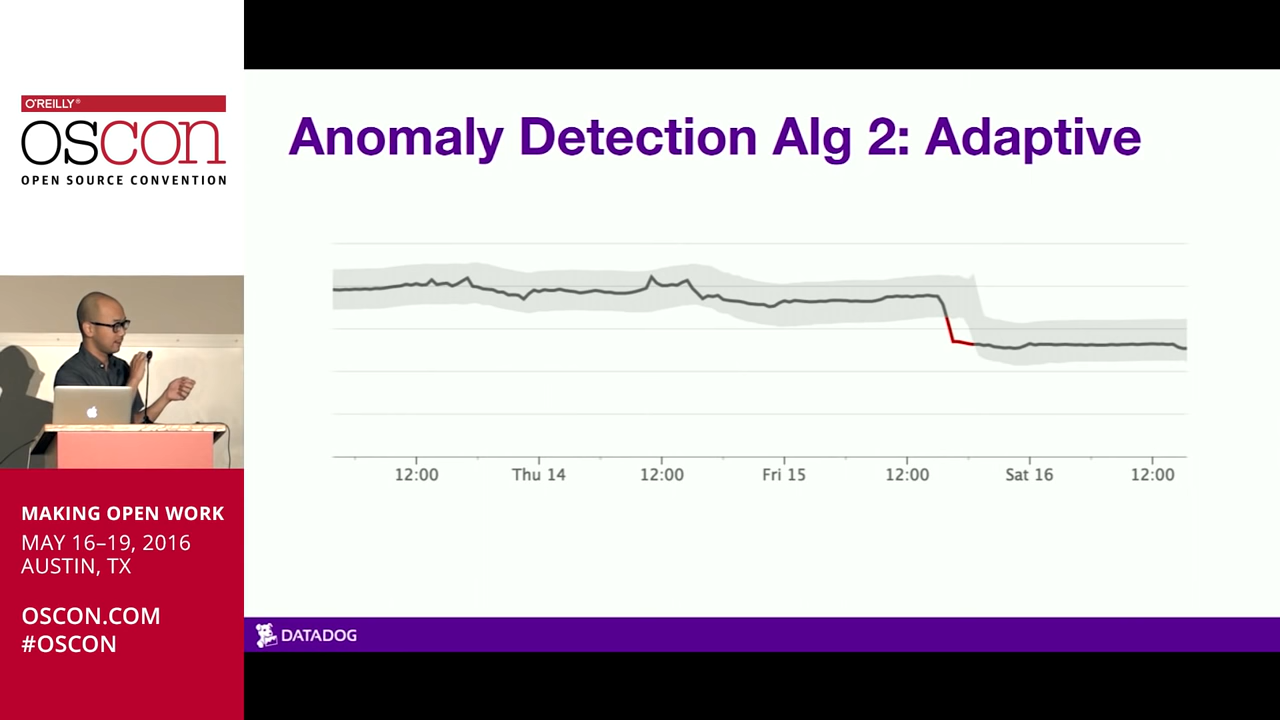 O'REILLY®
OSCON
OPEN SOURCE CONVENTION
MAKING OPEN WORK
MAY 16–19, 2016
AUSTIN, TX
OSCON.COM
#OSCON
Anomaly Detection Alg 2: Adaptive
12:00 Thu 14 12:00 Fri 15 12:00 Sat 16 12:00
DATADOG